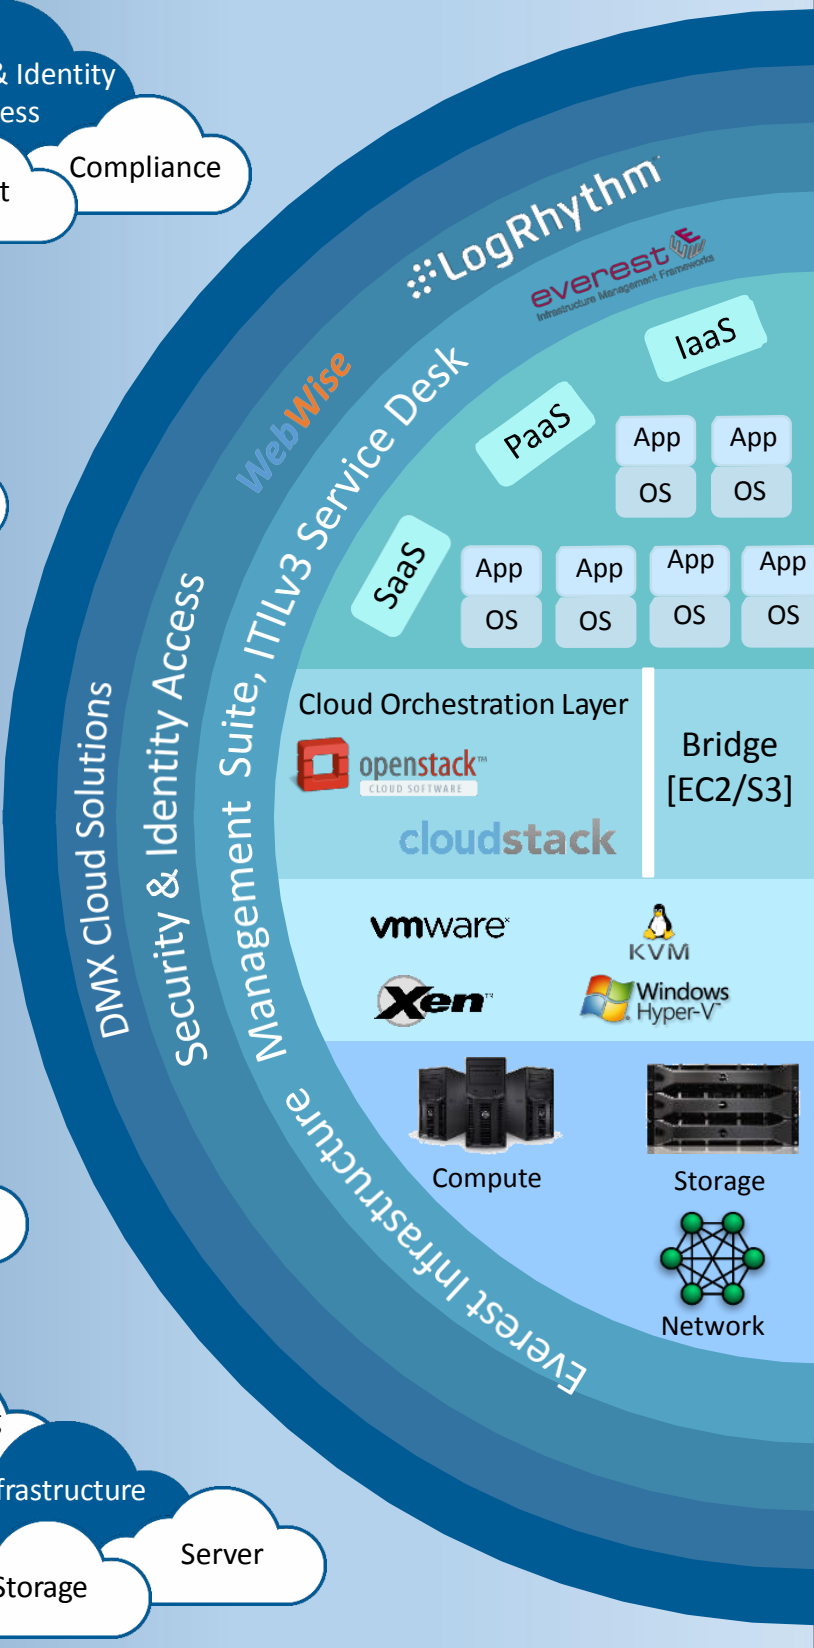 & Identity
ess
Compliance
t
LogRhythm
everest
Infrastructure Management Frameworks
WebWise
IaaS
PaaS
SaaS
App
App
OS
OS
App
App
App
App
OS
OS
OS
OS
DMX Cloud Solutions
Security & Identity Access
Everest Infrastructure Management Suite, ITILv3 Service Desk
Cloud Orchestration Layer
openstack™
CLOUD SOFTWARE
cloudstack
Bridge
[EC2/S3]
vmware
KVM
Xen™
Windows
Hyper-V
Compute
Storage
Network
frastructure
Server
Storage